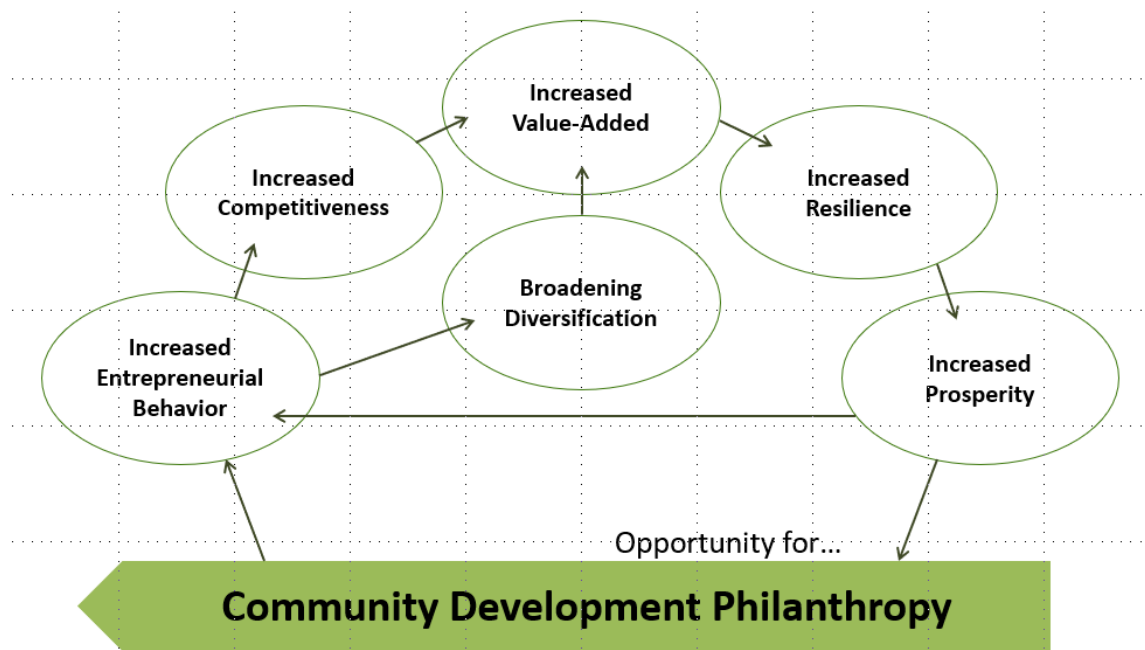 Increased
Value-Added
Increased
Competitiveness
Increased
Resilience
Broadening
Diversification
Increased
Entrepreneurial
Behavior
Increased
Prosperity
Opportunity for...
Community Development Philanthropy